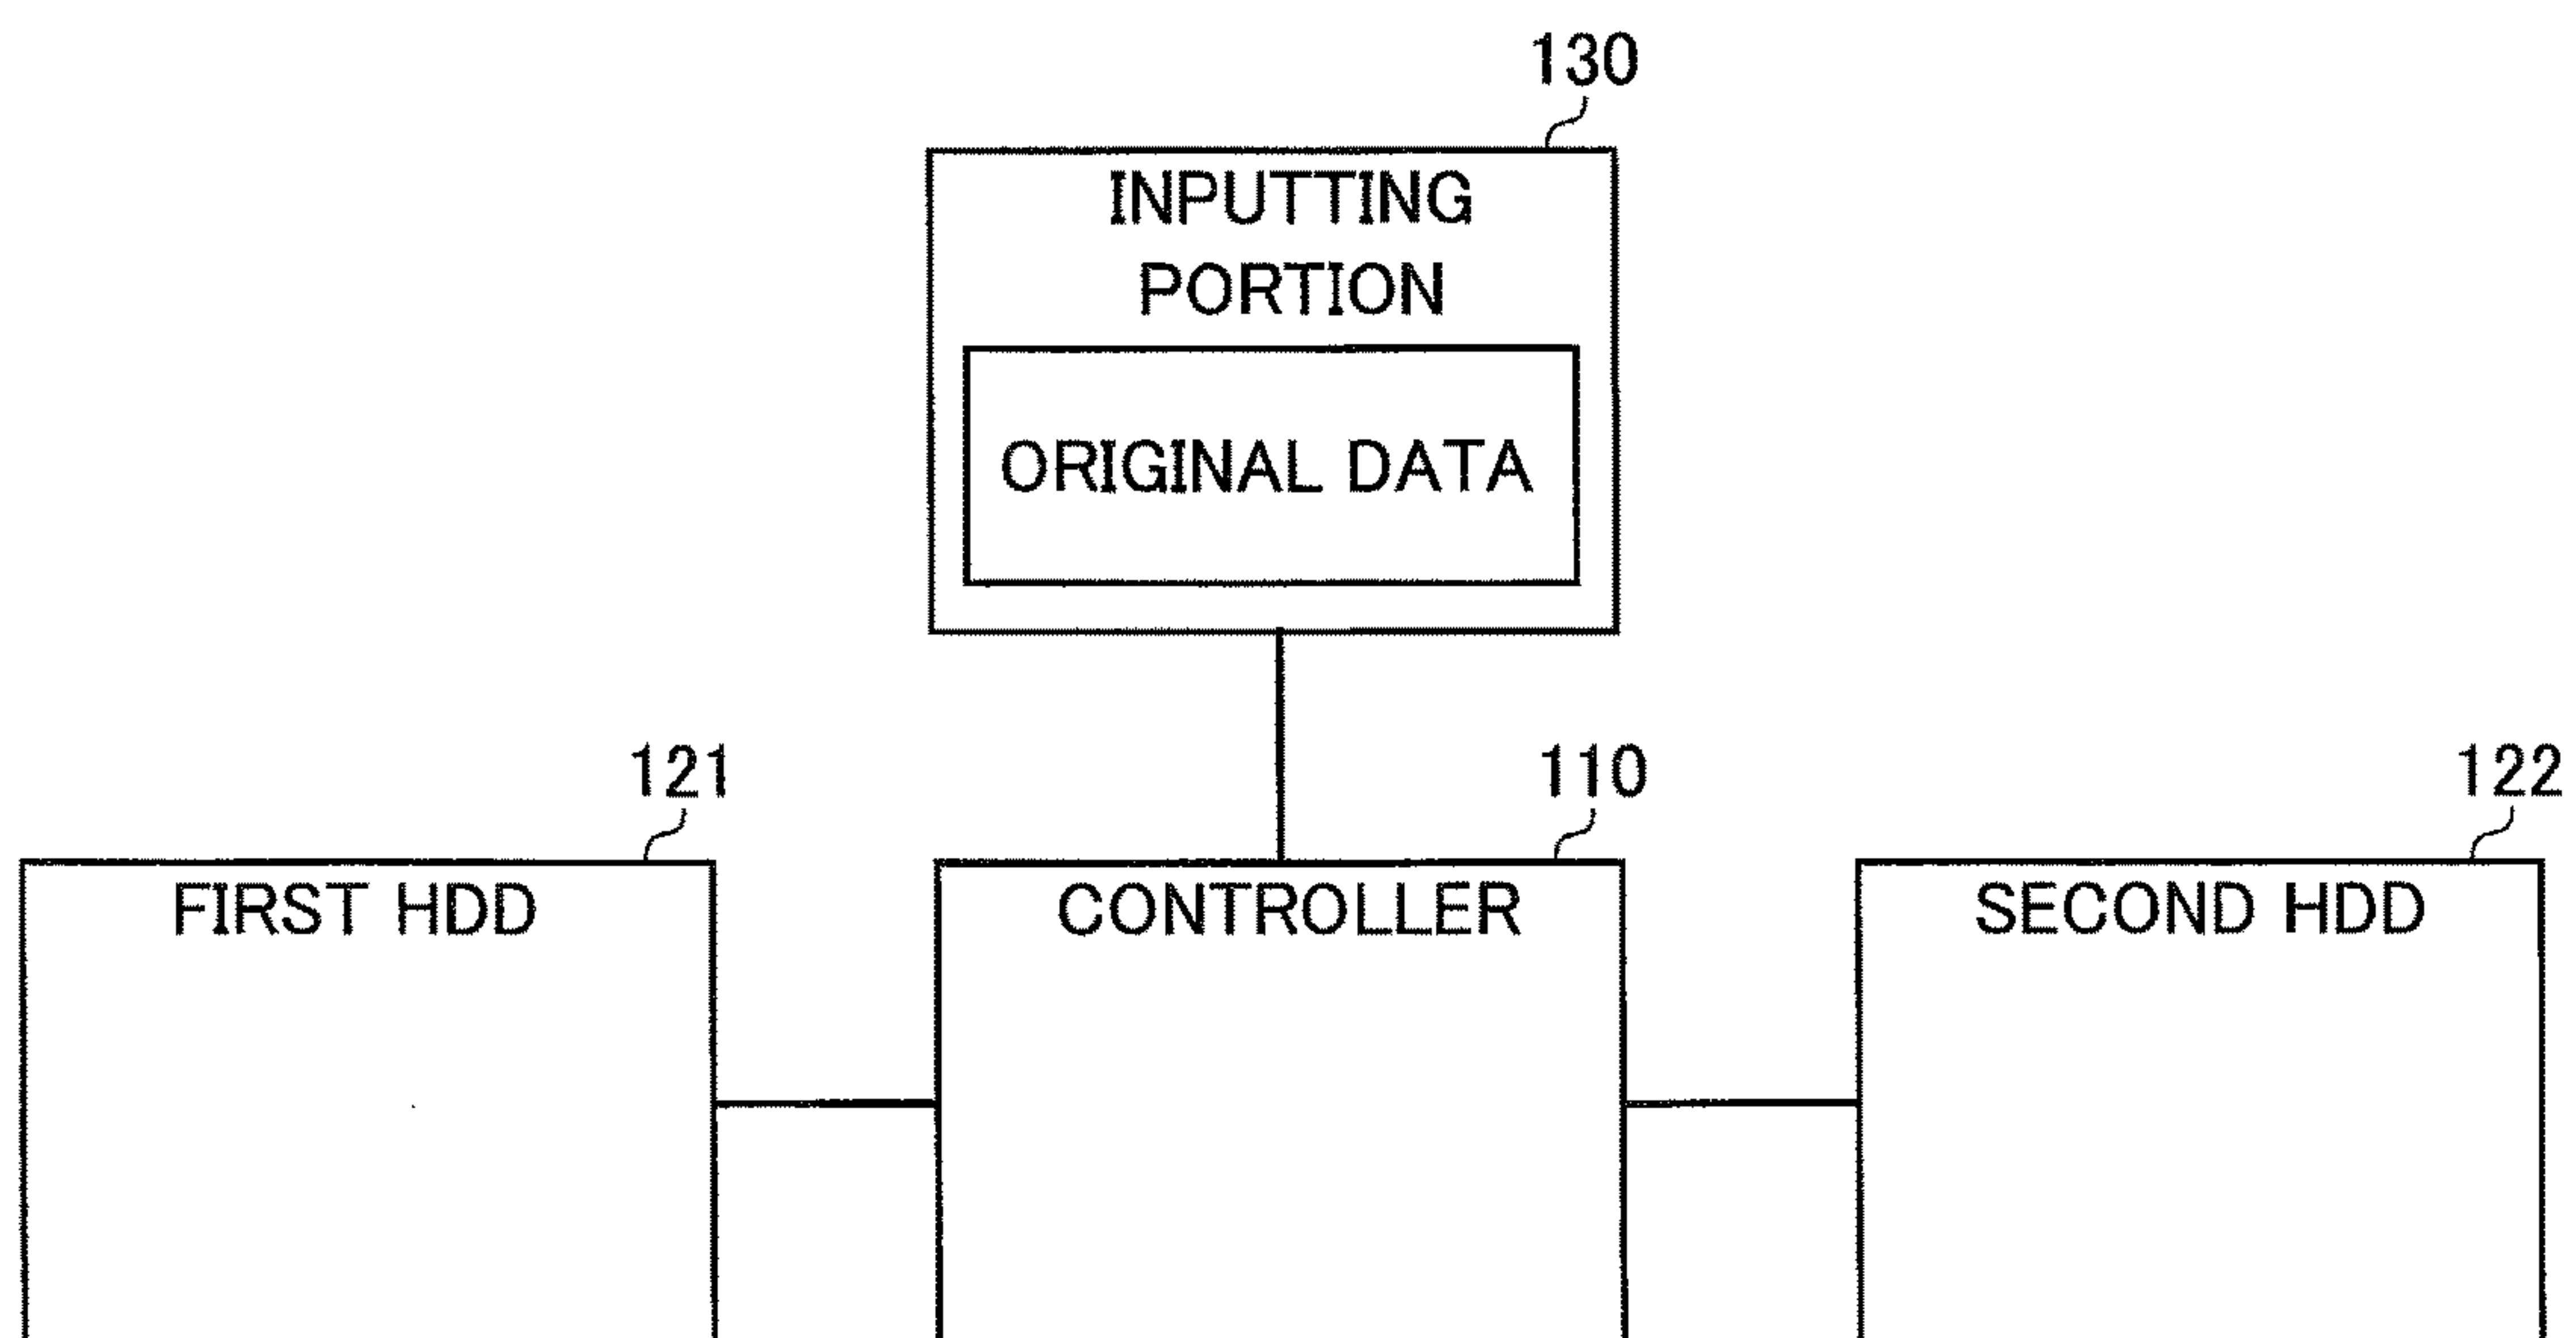 130
INPUTTING
PORTION
ORIGINAL DATA
121
110
122
FIRST HDD
CONTROLLER
SECOND HDD